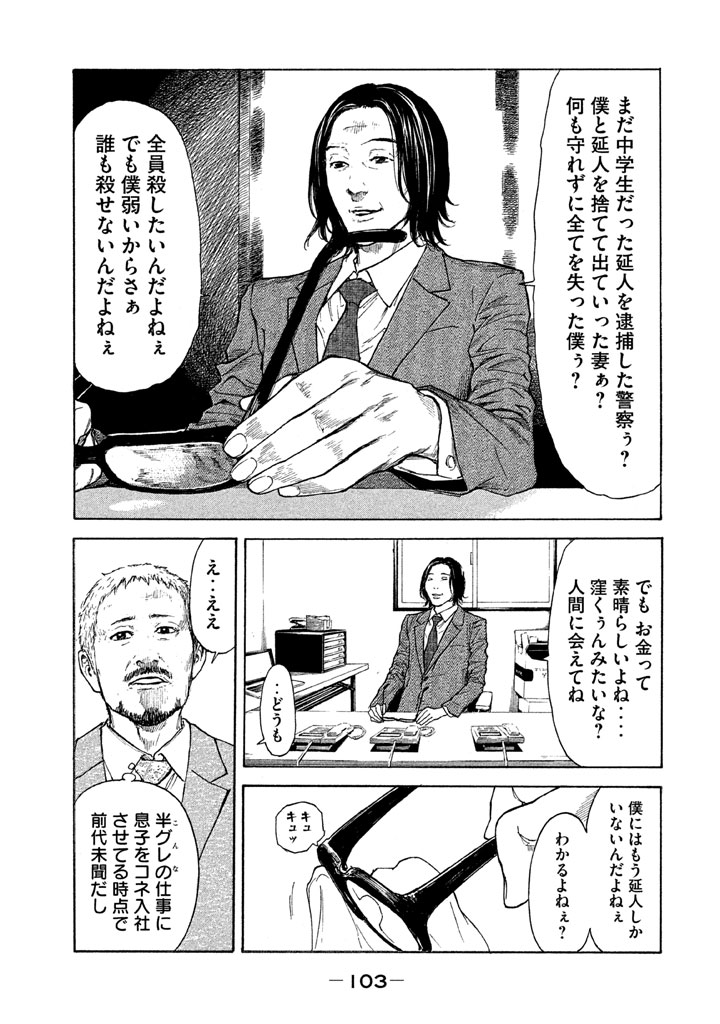 まだ中学生だった延人を逮捕した警察ぅ?
僕と延人を捨てて出ていった妻ぁ?
何も守れずに全てを失った僕ぅ?
全員殺したいんだよねぇ
でも僕弱いからさぁ
誰も殺せないんだよねぇ
でも お金って
素晴らしいよね‥‥
窪くぅんみたいな?
人間に会えてね
‥どうも
え‥ええ
半グレの仕事に
こんな
息子をコネ入社
させてる時点で
前代未聞だし
僕にはもう延人しか
いないんだよねぇ
わかるよねぇ?
キュ
キュッ
—103—